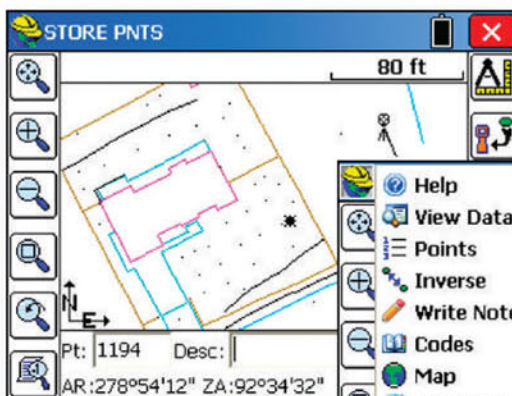 STORE PNTS
80 ft
Help
View Data
Points
Inverse
Write Note
Codes
Map
N
E
Pt: 1194 Desc:
AR:278°54'12" ZA:92°34'32"